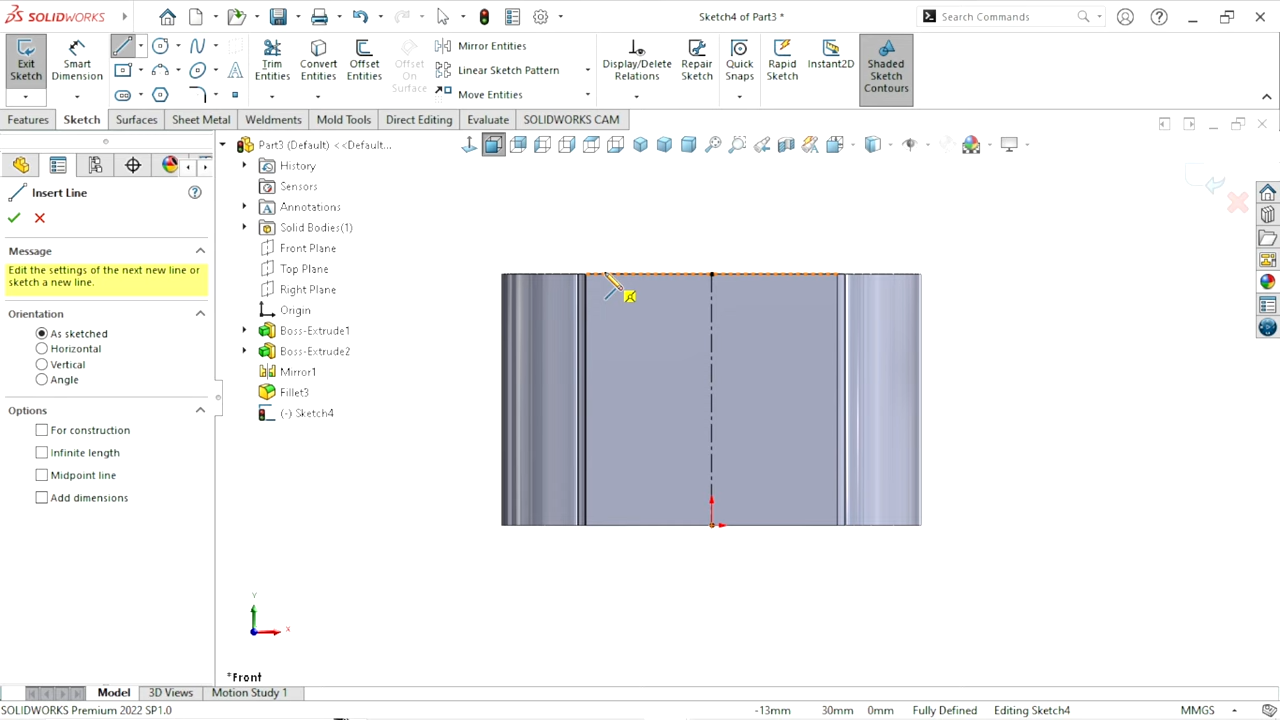 SOLIDWORKS
Sketch4 of Part3 *
Search Commands
Exit Sketch
Smart Dimension
Trim Entities
Convert Entities
Offset Entities
Offset On Surface
Mirror Entities
Linear Sketch Pattern
Move Entities
Display/Delete Relations
Repair Sketch
Quick Snaps
Rapid Sketch
Instant2D
Shaded Sketch Contours
Features
Sketch
Surfaces
Sheet Metal
Weldments
Mold Tools
Direct Editing
Evaluate
SOLIDWORKS CAM
Insert Line
Message
Edit the settings of the next new line or
sketch a new line.
Orientation
As sketched
Horizontal
Vertical
Angle
Options
For construction
Infinite length
Midpoint line
Add dimensions
Part3 (Default) <<Default...
History
Sensors
Annotations
Solid Bodies(1)
Front Plane
Top Plane
Right Plane
Origin
Boss-Extrude1
Boss-Extrude2
Mirror1
Fillet3
(-) Sketch4
Y
X
*Front
Model
3D Views
Motion Study 1
SOLIDWORKS Premium 2022 SP1.0
-13mm
30mm
0mm
Fully Defined
Editing Sketch4
MMGS